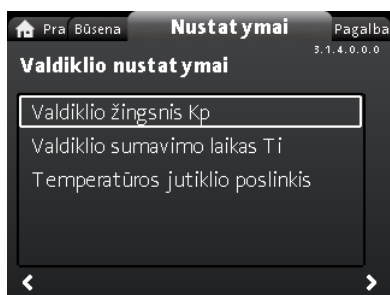 Pra Būsena Nustatymai Pagalba
3.1.4.0.0.0
Valdiklio nustatymai
Valdiklio žingsnis Kp
Valdiklio sumavimo laikas Ti
Temperatūros jutiklio poslinkis